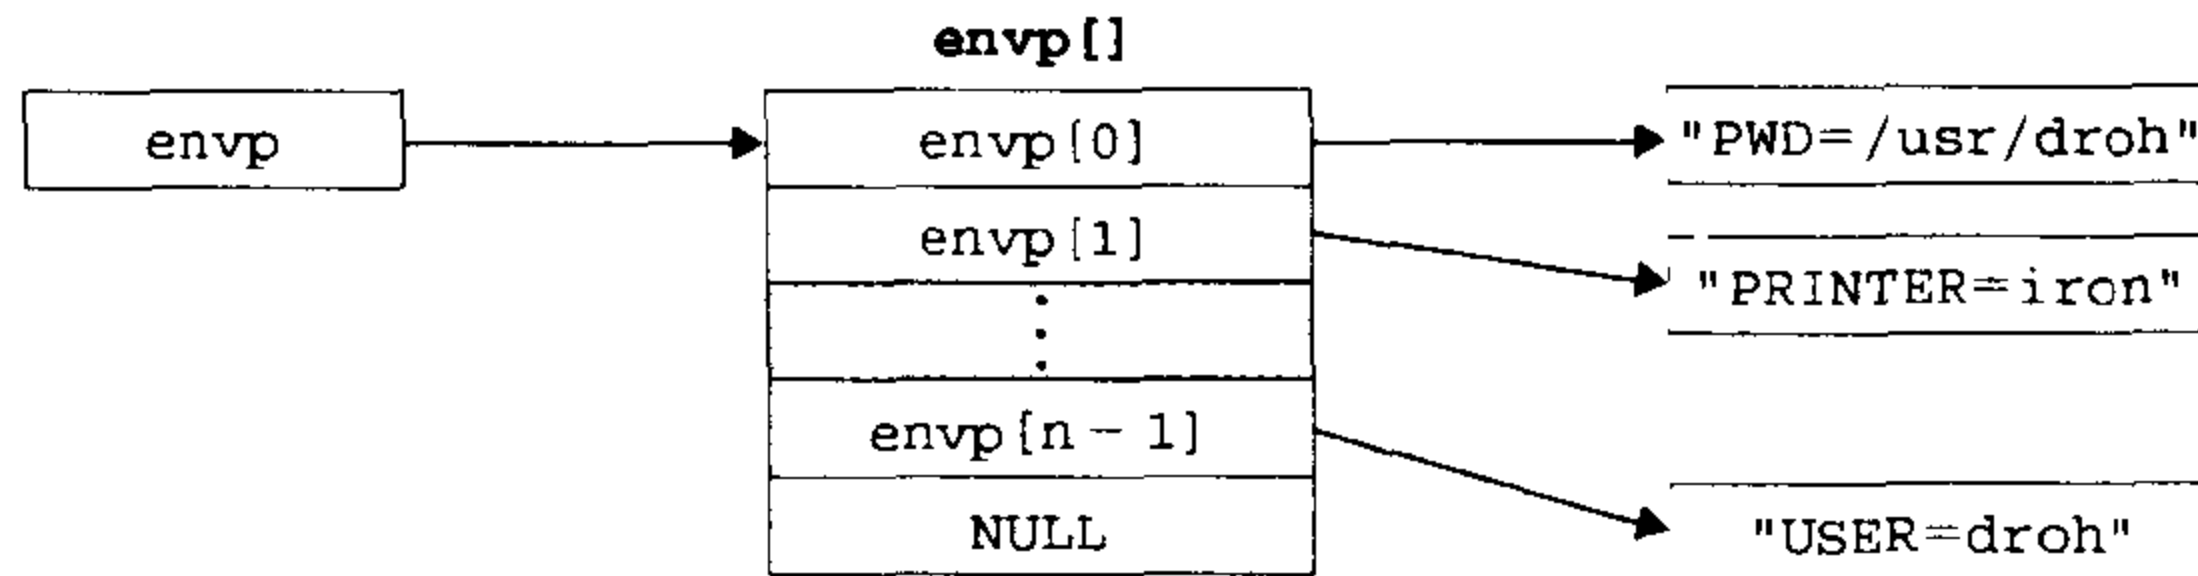 envp[]
envp
envp[0]
"PWD=/usr/droh"
envp[1]
"PRINTER=iron"
envp[n - 1]
NULL
"USER=droh"